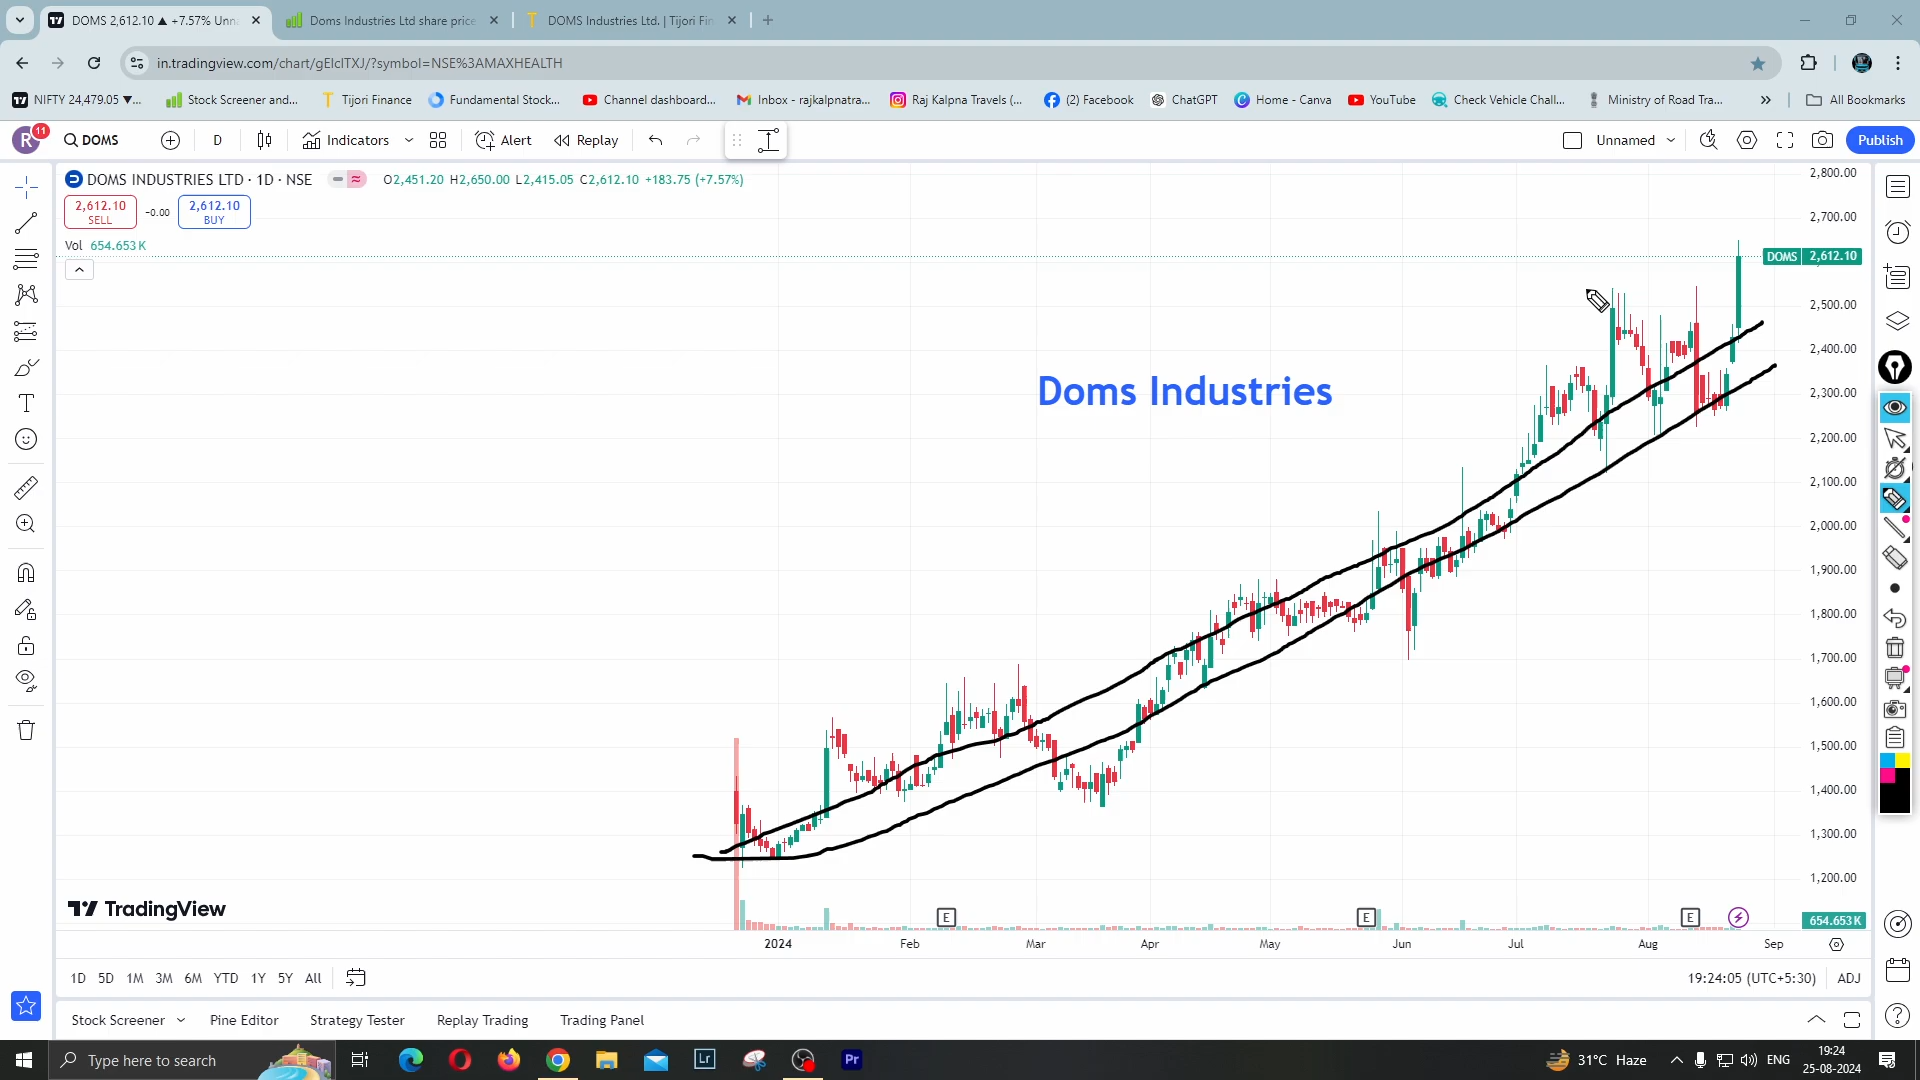 DOMS 2,612.10 ▲ +7.57% Unna
Doms Industries Ltd share price
DOMS Industries Ltd. | Tijori Fin
in.tradingview.com/chart/gElclTXJ/?symbol=NSE%3AMAXHEALTH
NIFTY 24,479.05 ▼...
Stock Screener and...
Tijori Finance
Fundamental Stock...
Channel dashboard...
Inbox - rajkalpnatra...
Raj Kalpna Travels (...
(2) Facebook
ChatGPT
Home - Canva
YouTube
Check Vehicle Chall...
Ministry of Road Tra...
All Bookmarks
R 11 DOMS D Indicators Alert Replay Unnamed Publish
DOMS INDUSTRIES LTD · 1D · NSE O2,451.20 H2,650.00 L2,415.05 C2,612.10 +183.75 (+7.57%)
2,612.10 SELL -0.00 2,612.10 BUY
Vol 654.653 K
2,800.00
2,700.00
DOMS 2,612.10
2,500.00
2,400.00
2,300.00
2,200.00
2,100.00
2,000.00
1,900.00
1,800.00
1,700.00
1,600.00
1,500.00
1,400.00
1,300.00
1,200.00
654.653 K
Doms Industries
TradingView
E E E
2024 Feb Mar Apr May Jun Jul Aug Sep
1D 5D 1M 3M 6M YTD 1Y 5Y All 19:24:05 (UTC+5:30) ADJ
Stock Screener Pine Editor Strategy Tester Replay Trading Trading Panel
Type here to search
Lr
Pr
31°C Haze
ENG
19:24
25-08-2024